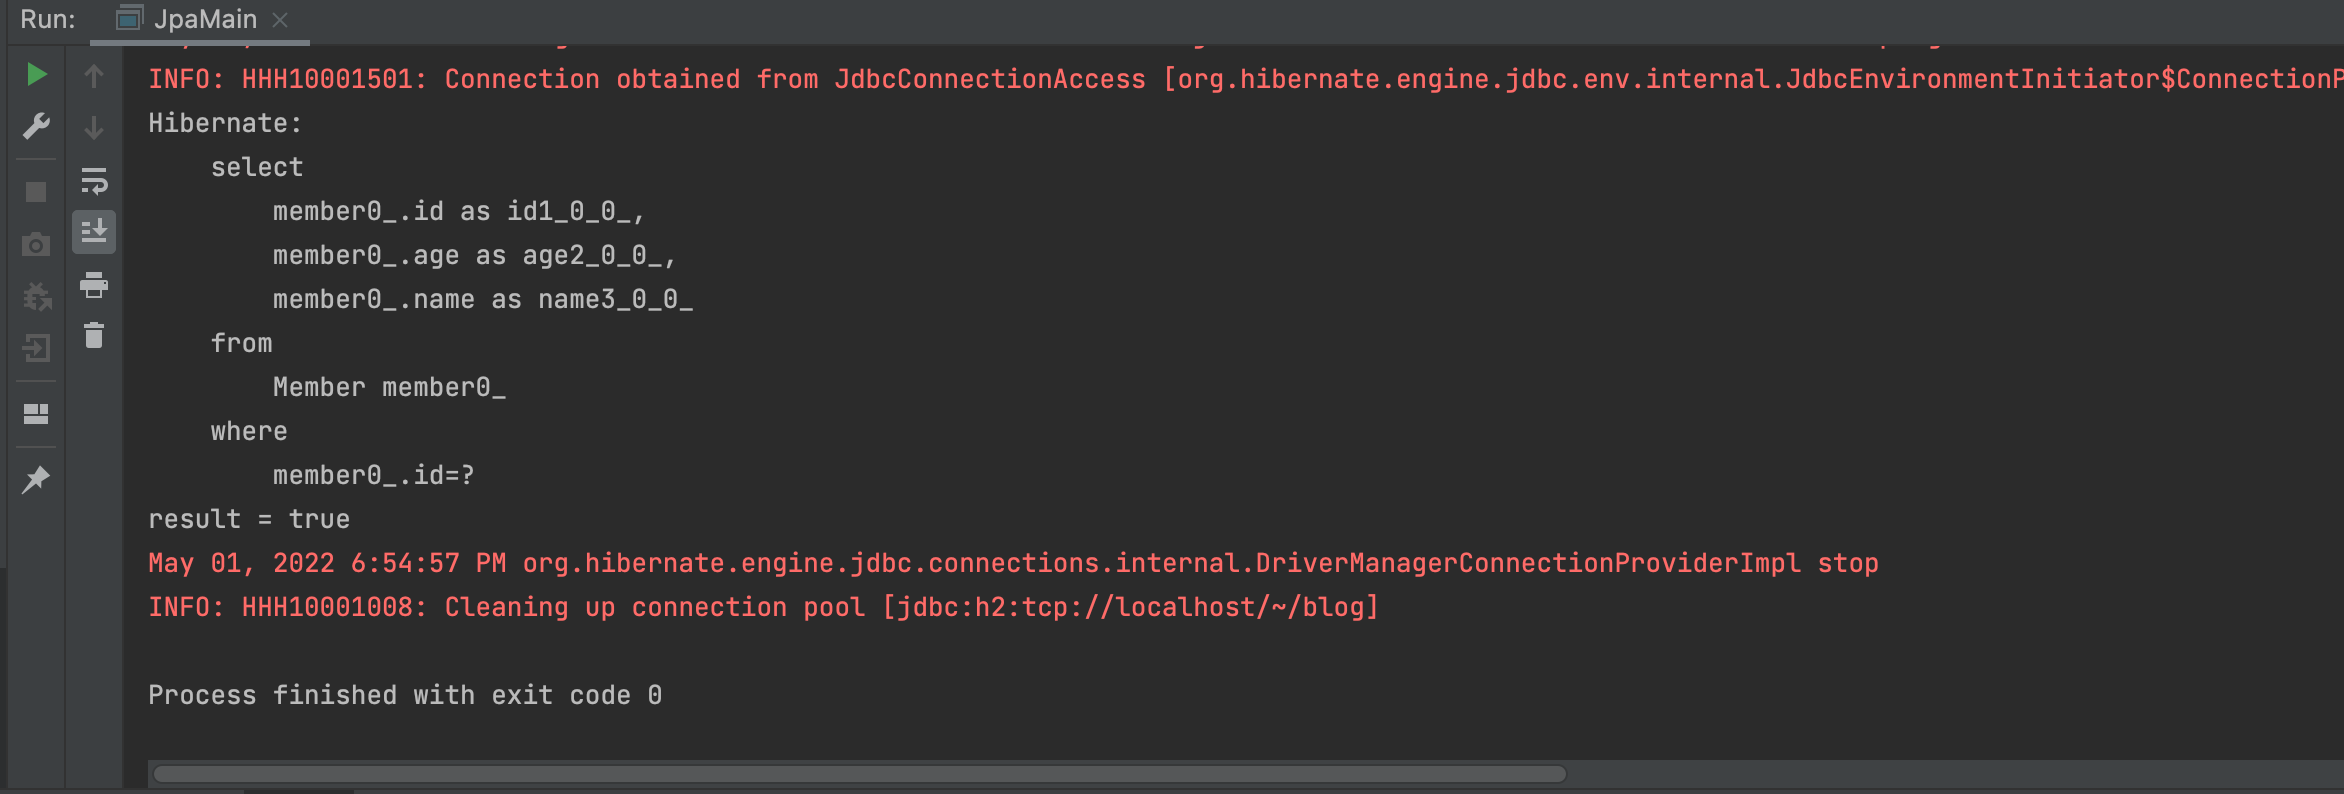 Run: JpaMain
INFO: HHH10001501: Connection obtained from JdbcConnectionAccess [org.hibernate.engine.jdbc.env.internal.JdbcEnvironmentInitiator$ConnectionP
Hibernate:
    select
        member0_.id as id1_0_0_,
        member0_.age as age2_0_0_,
        member0_.name as name3_0_0_
    from
        Member member0_
    where
        member0_.id=?
result = true
May 01, 2022 6:54:57 PM org.hibernate.engine.jdbc.connections.internal.DriverManagerConnectionProviderImpl stop
INFO: HHH10001008: Cleaning up connection pool [jdbc:h2:tcp://localhost/~/blog]
Process finished with exit code 0